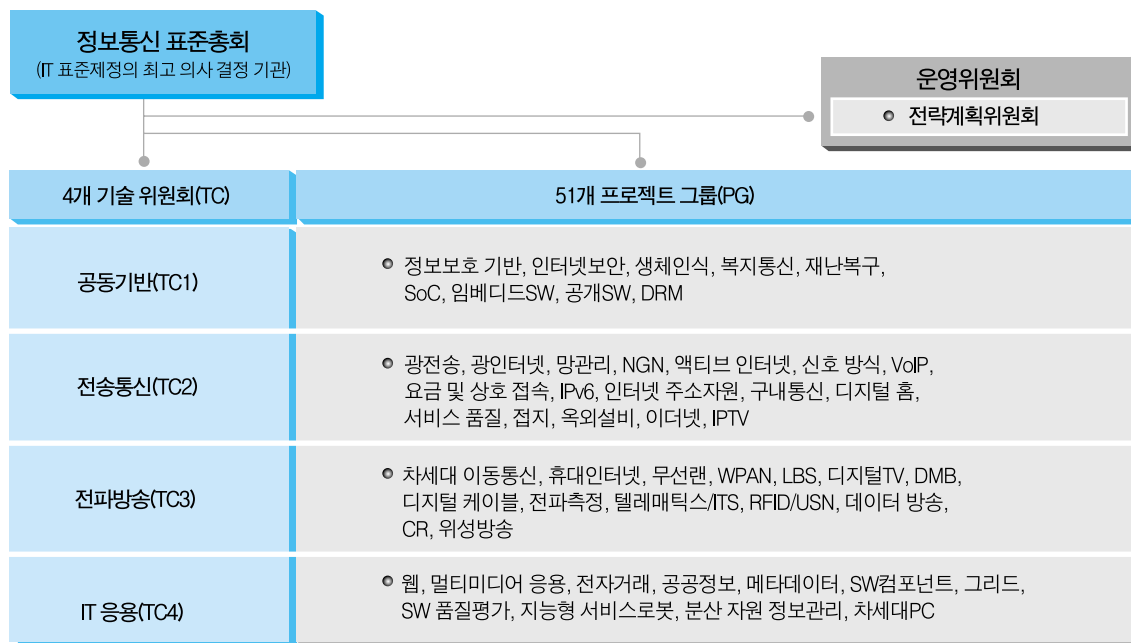 정보통신 표준총회
(IT 표준제정의 최고 의사 결정 기관)
운영위원회
전략계획위원회
4개 기술 위원회(TC)
51개 프로젝트 그룹(PG)
공동기반(TC1)
정보보호 기반, 인터넷보안, 생체인식, 복지통신, 재난복구,
SoC, 임베디드SW, 공개SW, DRM
전송통신(TC2)
광전송, 광인터넷, 망관리, NGN, 액티브 인터넷, 신호 방식, VoIP,
요금 및 상호 접속, IPv6, 인터넷 주소자원, 구내통신, 디지털 홈,
서비스 품질, 접지, 옥외설비, 이더넷, IPTV
전파방송(TC3)
차세대 이동통신, 휴대인터넷, 무선랜, WPAN, LBS, 디지털TV, DMB,
디지털 케이블, 전파측정, 텔레매틱스/ITS, RFID/USN, 데이터 방송,
CR, 위성방송
IT 응용(TC4)
웹, 멀티미디어 응용, 전자거래, 공공정보, 메타데이터, SW컴포넌트, 그리드,
SW 품질평가, 지능형 서비스로봇, 분산 자원 정보관리, 차세대PC